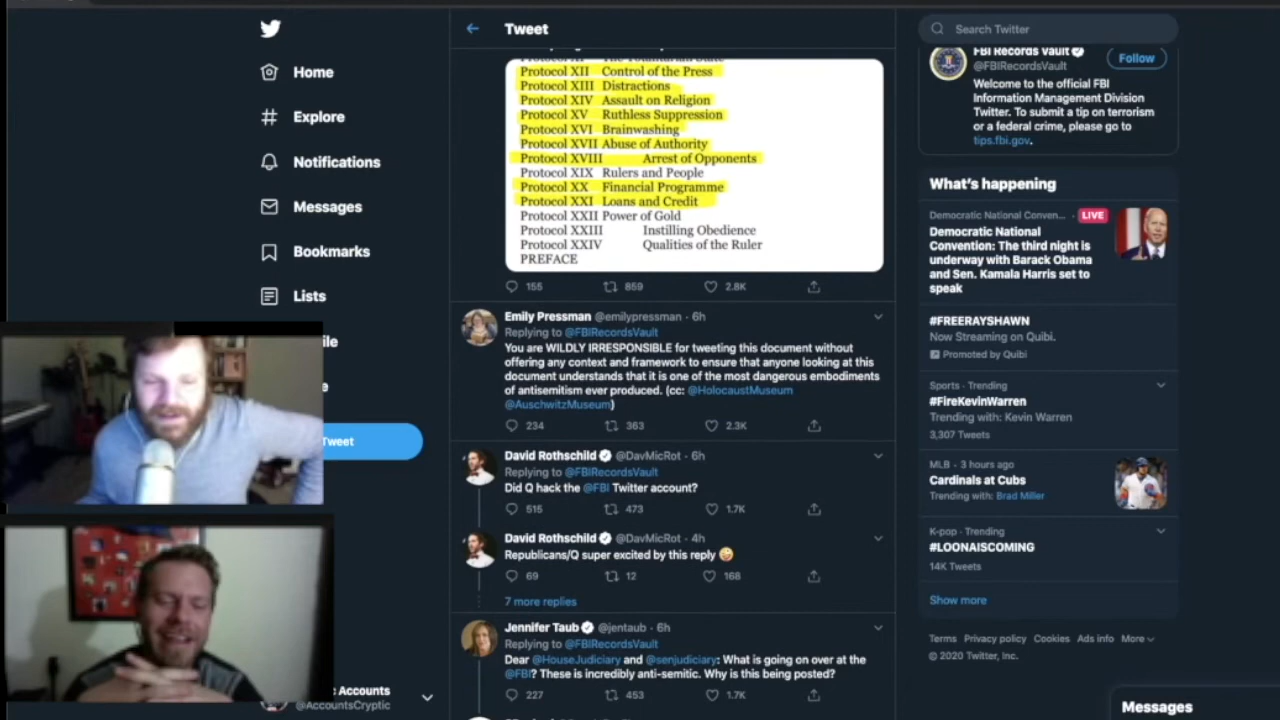 Home
Explore
Notifications
Messages
Bookmarks
Lists
ile
e
Tweet
c Accounts
@AccountsCryptic
Tweet
Protocol XII Control of the Press
Protocol XIII Distractions
Protocol XIV Assault on Religion
Protocol XV Ruthless Suppression
Protocol XVI Brainwashing
Protocol XVII Abuse of Authority
Protocol XVIII Arrest of Opponents
Protocol XIX Rulers and People
Protocol XX Financial Programme
Protocol XXI Loans and Credit
Protocol XXII Power of Gold
Protocol XXIII Instilling Obedience
Protocol XXIV Qualities of the Ruler
PREFACE
155 859 2.8K
Emily Pressman @emilypressman · 6h
Replying to @FBIRecordsVault
You are WILDLY IRRESPONSIBLE for tweeting this document without
offering any context and framework to ensure that anyone looking at this
document understands that it is one of the most dangerous embodiments
of antisemitism ever produced. (cc: @HolocaustMuseum
@AuschwitzMuseum)
234 363 2.3K
David Rothschild @DavMicRot · 6h
Replying to @FBIRecordsVault
Did Q hack the @FBI Twitter account?
515 473 1.7K
David Rothschild @DavMicRot · 4h
Republicans/Q super excited by this reply 🤪
69 12 168
7 more replies
Jennifer Taub @jentaub · 6h
Replying to @FBIRecordsVault
Dear @HouseJudiciary and @senjudiciary: What is going on over at the
@FBI? These is incredibly anti-semitic. Why is this being posted?
227 453 1.7K
Search Twitter
FBI Records Vault
@FBIRecordsVault
Follow
Welcome to the official FBI
Information Management Division
Twitter. To submit a tip on terrorism
or a federal crime, please go to
tips.fbi.gov.
What's happening
Democratic National Conven... · LIVE
Democratic National
Convention: The third night is
underway with Barack Obama
and Sen. Kamala Harris set to
speak
#FREERAYSHAWN
Now Streaming on Quibi.
Promoted by Quibi
Sports · Trending
#FireKevinWarren
Trending with: Kevin Warren
3,307 Tweets
MLB · 3 hours ago
Cardinals at Cubs
Trending with: Brad Miller
K-pop · Trending
#LOONAISCOMING
14K Tweets
Show more
Terms Privacy policy Cookies Ads info More
© 2020 Twitter, Inc.
Messages